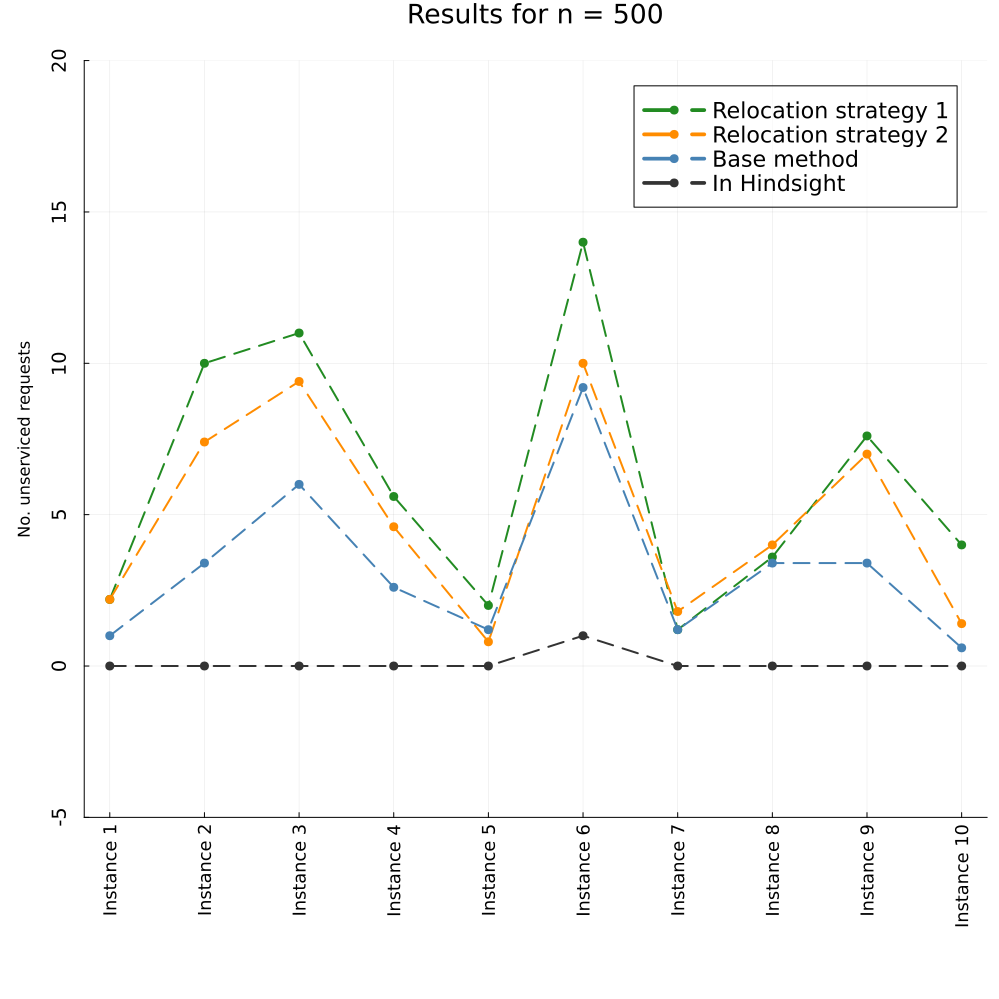 Results for n = 500
20
15
10
5
0
-5
No. unserviced requests
Relocation strategy 1
Relocation strategy 2
Base method
In Hindsight
Instance 1
Instance 2
Instance 3
Instance 4
Instance 5
Instance 6
Instance 7
Instance 8
Instance 9
Instance 10